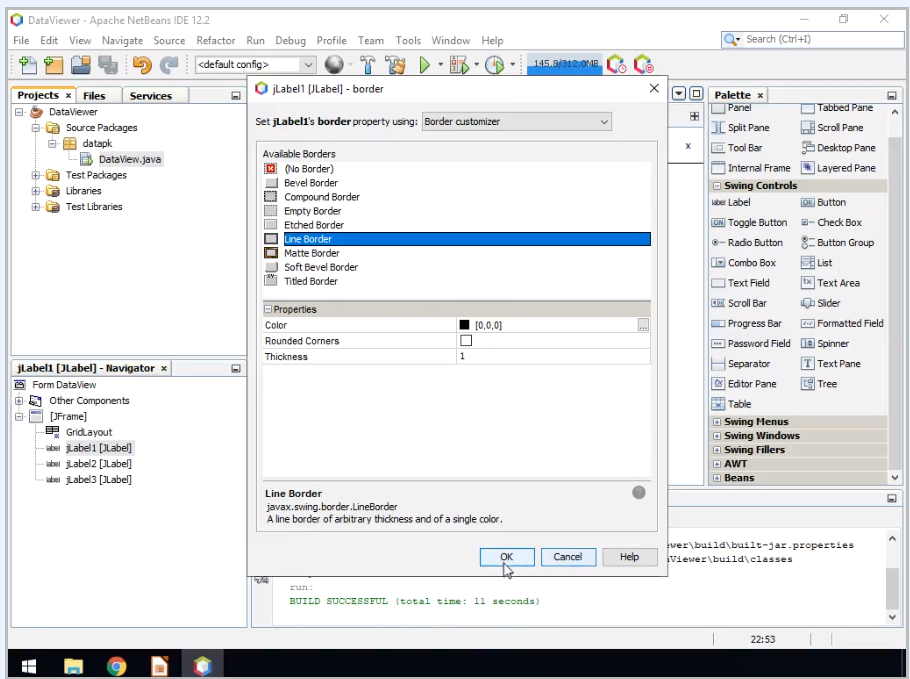 DataViewer - Apache NetBeans IDE 12.2
File Edit View Navigate Source Refactor Run Debug Profile Team Tools Window Help
Search (Ctrl+I)
<default config>
145.9/312.0MB
Projects × Files Services
DataViewer
Source Packages
datapk
DataView.java
Test Packages
Libraries
Test Libraries
jLabel1 [JLabel] - Navigator ×
Form DataView
Other Components
[JFrame]
GridLayout
label jLabel1 [JLabel]
label jLabel2 [JLabel]
label jLabel3 [JLabel]
jLabel1 [JLabel] - border
Set jLabel1's border property using: Border customizer
Available Borders
(No Border)
Bevel Border
Compound Border
Empty Border
Etched Border
Line Border
Matte Border
Soft Bevel Border
Titled Border
Properties
Color [0,0,0] ...
Rounded Corners
Thickness 1
Line Border
javax.swing.border.LineBorder
A line border of arbitrary thickness and of a single color.
OK Cancel Help
Palette ×
Panel Tabbed Pane
Split Pane Scroll Pane
Tool Bar Desktop Pane
Internal Frame Layered Pane
Swing Controls
label Label OK Button
ON Toggle Button Check Box
Radio Button Button Group
Combo Box List
Text Field tx Text Area
Scroll Bar Slider
Progress Bar Formatted Field
Password Field Spinner
Separator T Text Pane
Editor Pane Tree
Table
Swing Menus
Swing Windows
Swing Fillers
AWT
Beans
ewer\build\built-jar.properties
aViewer\build\classes
run:
BUILD SUCCESSFUL (total time: 11 seconds)
22:53